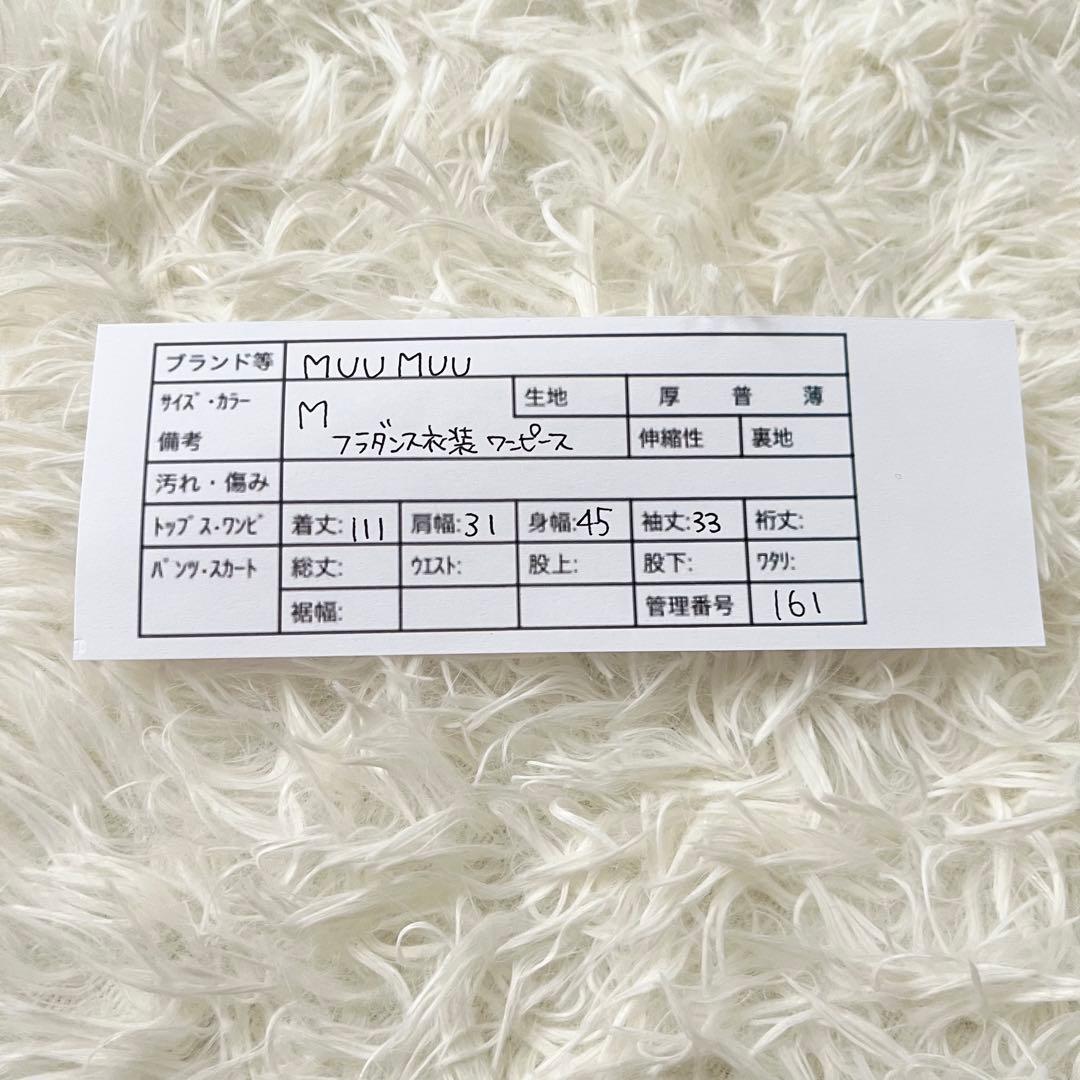 ブランド等 MUU MUU
ｻｲｽﾞ・ｶﾗｰ M 生地 厚 普 薄
備考 フラダンス衣装 ワンピース 伸縮性 裏地
汚れ・傷み
ﾄｯﾌﾟｽ・ﾜﾝﾋﾟ 着丈:111 肩幅:31 身幅:45 袖丈:33 裄丈:
ﾊﾟﾝﾂ・ｽｶｰﾄ 総丈: ｳｴｽﾄ: 股上: 股下: ﾜﾀﾘ:
裾幅: 管理番号 161